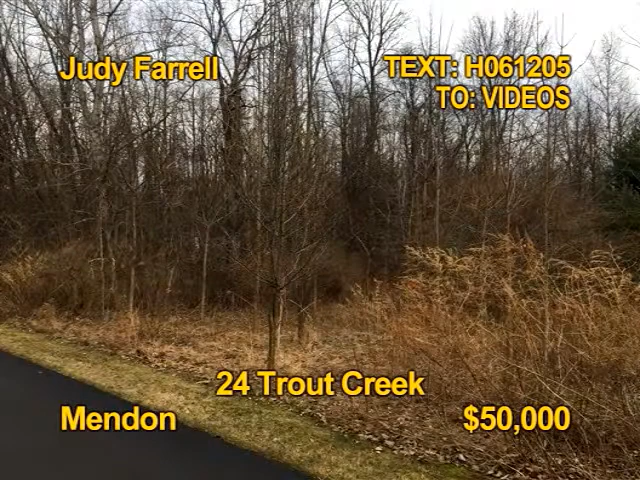 Judy Farrell
TEXT: H061205
TO: VIDEOS
24 Trout Creek
Mendon
$50,000